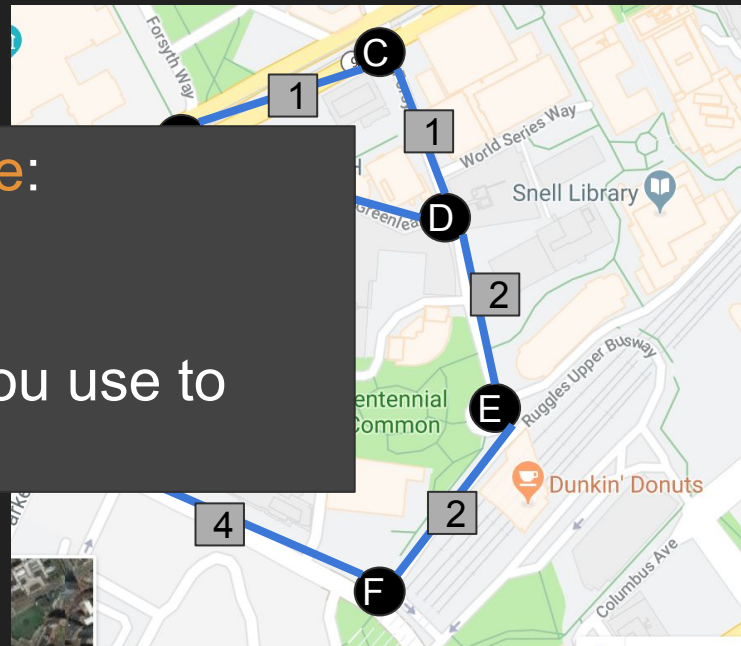 C
Forsyth Way
1
1
World Series Way
e:
Snell Library
D
2
ou use to
Ruggles Upper Busway
entennial
Common
E
Dunkin' Donuts
4
2
F
Columbus Ave